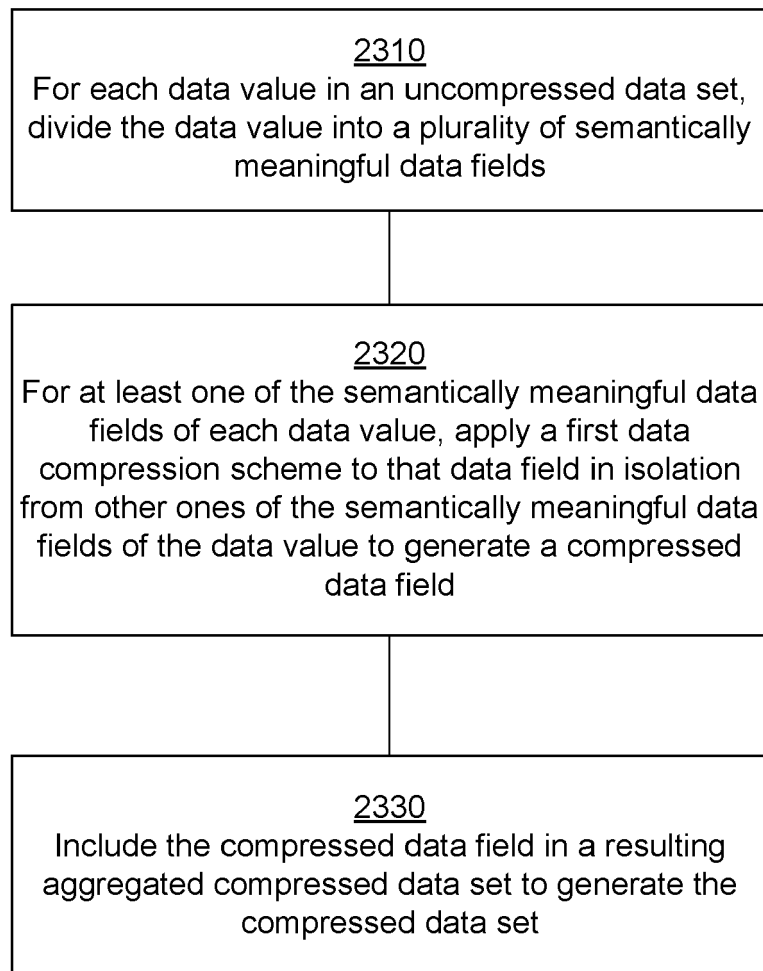 2310
For each data value in an uncompressed data set,
divide the data value into a plurality of semantically
meaningful data fields
2320
For at least one of the semantically meaningful data
fields of each data value, apply a first data
compression scheme to that data field in isolation
from other ones of the semantically meaningful data
fields of the data value to generate a compressed
data field
2330
Include the compressed data field in a resulting
aggregated compressed data set to generate the
compressed data set